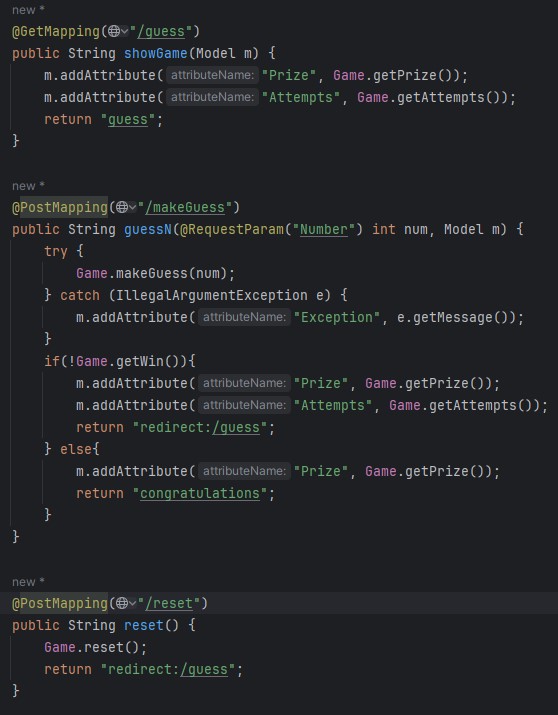 new *
@GetMapping("/guess")
public String showGame(Model m) {
    m.addAttribute( attributeName: "Prize", Game.getPrize());
    m.addAttribute( attributeName: "Attempts", Game.getAttempts());
    return "guess";
}
new *
@PostMapping("/makeGuess")
public String guessN(@RequestParam("Number") int num, Model m) {
    try {
        Game.makeGuess(num);
    } catch (IllegalArgumentException e) {
        m.addAttribute( attributeName: "Exception", e.getMessage());
    }
    if(!Game.getWin()){
        m.addAttribute( attributeName: "Prize", Game.getPrize());
        m.addAttribute( attributeName: "Attempts", Game.getAttempts());
        return "redirect:/guess";
    } else{
        m.addAttribute( attributeName: "Prize", Game.getPrize());
        return "congratulations";
    }
}
new *
@PostMapping("/reset")
public String reset() {
    Game.reset();
    return "redirect:/guess";
}